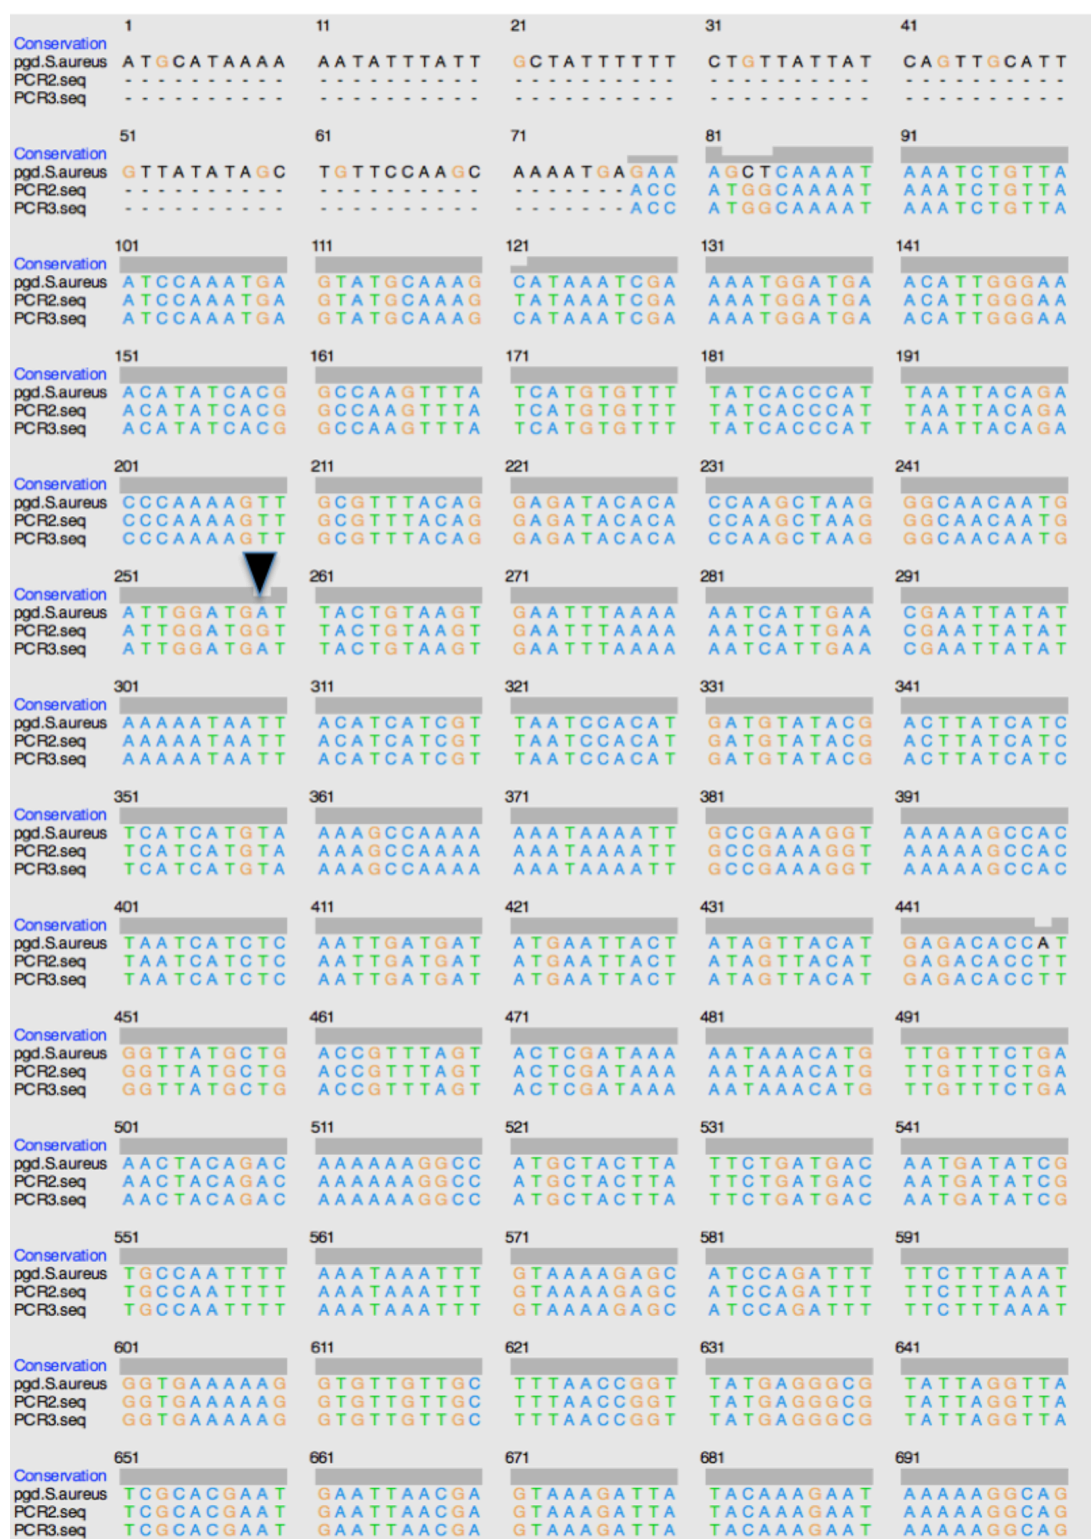 1 11 21 31 41
Conservation
pgd.S.aureus ATGCATAAAA AATATTTATT GCTATTTTTT CTGTTATTAT CAGTTGCATT
PCR2.seq ---------- ---------- ---------- ---------- ----------
PCR3.seq ---------- ---------- ---------- ---------- ----------
51 61 71 81 91
Conservation
pgd.S.aureus GTTATATAGC TGTTCCAAGC AAAATGAGAA AGCTCAAAAT AAATCTGTTA
PCR2.seq ---------- ---------- -------ACC ATGGCAAAAT AAATCTGTTA
PCR3.seq ---------- ---------- -------ACC ATGGCAAAAT AAATCTGTTA
101 111 121 131 141
Conservation
pgd.S.aureus ATCCAAATGA GTATGCAAAG CATAAATCGA AAATGGATGA ACATTGGGAA
PCR2.seq ATCCAAATGA GTATGCAAAG TATAAATCGA AAATGGATGA ACATTGGGAA
PCR3.seq ATCCAAATGA GTATGCAAAG CATAAATCGA AAATGGATGA ACATTGGGAA
151 161 171 181 191
Conservation
pgd.S.aureus ACATATCACG GCCAAGTTTA TCATGTGTTT TATCACCCAT TAATTACAGA
PCR2.seq ACATATCACG GCCAAGTTTA TCATGTGTTT TATCACCCAT TAATTACAGA
PCR3.seq ACATATCACG GCCAAGTTTA TCATGTGTTT TATCACCCAT TAATTACAGA
201 211 221 231 241
Conservation
pgd.S.aureus CCCAAAAGTT GCGTTTACAG GAGATACACA CCAAGCTAAG GGCAACAATG
PCR2.seq CCCAAAAGTT GCGTTTACAG GAGATACACA CCAAGCTAAG GGCAACAATG
PCR3.seq CCCAAAAGTT GCGTTTACAG GAGATACACA CCAAGCTAAG GGCAACAATG
251 261 271 281 291
Conservation
pgd.S.aureus ATTGGATGAT TACTGTAAGT GAATTTAAAA AATCATTGAA CGAATTATAT
PCR2.seq ATTGGATGGT TACTGTAAGT GAATTTAAAA AATCATTGAA CGAATTATAT
PCR3.seq ATTGGATGAT TACTGTAAGT GAATTTAAAA AATCATTGAA CGAATTATAT
301 311 321 331 341
Conservation
pgd.S.aureus AAAAATAATT ACATCATCGT TAATCCACAT GATGTATACG ACTTATCATC
PCR2.seq AAAAATAATT ACATCATCGT TAATCCACAT GATGTATACG ACTTATCATC
PCR3.seq AAAAATAATT ACATCATCGT TAATCCACAT GATGTATACG ACTTATCATC
351 361 371 381 391
Conservation
pgd.S.aureus TCATCATGTA AAAGCCAAAA AAATAAAATT GCCGAAAGGT AAAAAGCCAC
PCR2.seq TCATCATGTA AAAGCCAAAA AAATAAAATT GCCGAAAGGT AAAAAGCCAC
PCR3.seq TCATCATGTA AAAGCCAAAA AAATAAAATT GCCGAAAGGT AAAAAGCCAC
401 411 421 431 441
Conservation
pgd.S.aureus TAATCATCTC AATTGATGAT ATGAATTACT ATAGTTACAT GAGACACCAT
PCR2.seq TAATCATCTC AATTGATGAT ATGAATTACT ATAGTTACAT GAGACACCTT
PCR3.seq TAATCATCTC AATTGATGAT ATGAATTACT ATAGTTACAT GAGACACCTT
451 461 471 481 491
Conservation
pgd.S.aureus GGTTATGCTG ACCGTTTAGT ACTCGATAAA AATAAACATG TTGTTTCTGA
PCR2.seq GGTTATGCTG ACCGTTTAGT ACTCGATAAA AATAAACATG TTGTTTCTGA
PCR3.seq GGTTATGCTG ACCGTTTAGT ACTCGATAAA AATAAACATG TTGTTTCTGA
501 511 521 531 541
Conservation
pgd.S.aureus AACTACAGAC AAAAAAGGCC ATGCTACTTA TTCTGATGAC AATGATATCG
PCR2.seq AACTACAGAC AAAAAAGGCC ATGCTACTTA TTCTGATGAC AATGATATCG
PCR3.seq AACTACAGAC AAAAAAGGCC ATGCTACTTA TTCTGATGAC AATGATATCG
551 561 571 581 591
Conservation
pgd.S.aureus TGCCAATTTT AAATAAATTT GTAAAAGAGC ATCCAGATTT TTCTTTAAAT
PCR2.seq TGCCAATTTT AAATAAATTT GTAAAAGAGC ATCCAGATTT TTCTTTAAAT
PCR3.seq TGCCAATTTT AAATAAATTT GTAAAAGAGC ATCCAGATTT TTCTTTAAAT
601 611 621 631 641
Conservation
pgd.S.aureus GGTGAAAAAG GTGTTGTTGC TTTAACCGGT TATGAGGGCG TATTAGGTTA
PCR2.seq GGTGAAAAAG GTGTTGTTGC TTTAACCGGT TATGAGGGCG TATTAGGTTA
PCR3.seq GGTGAAAAAG GTGTTGTTGC TTTAACCGGT TATGAGGGCG TATTAGGTTA
651 661 671 681 691
Conservation
pgd.S.aureus TCGCACGAAT GAATTAACGA GTAAAGATTA TACAAAGAAT AAAAAGGCAG
PCR2.seq TCGCACGAAT GAATTAACGA GTAAAGATTA TACAAAGAAT AAAAAGGCAG
PCR3.seq TCGCACGAAT GAATTAACGA GTAAAGATTA TACAAAGAAT AAAAAGGCAG